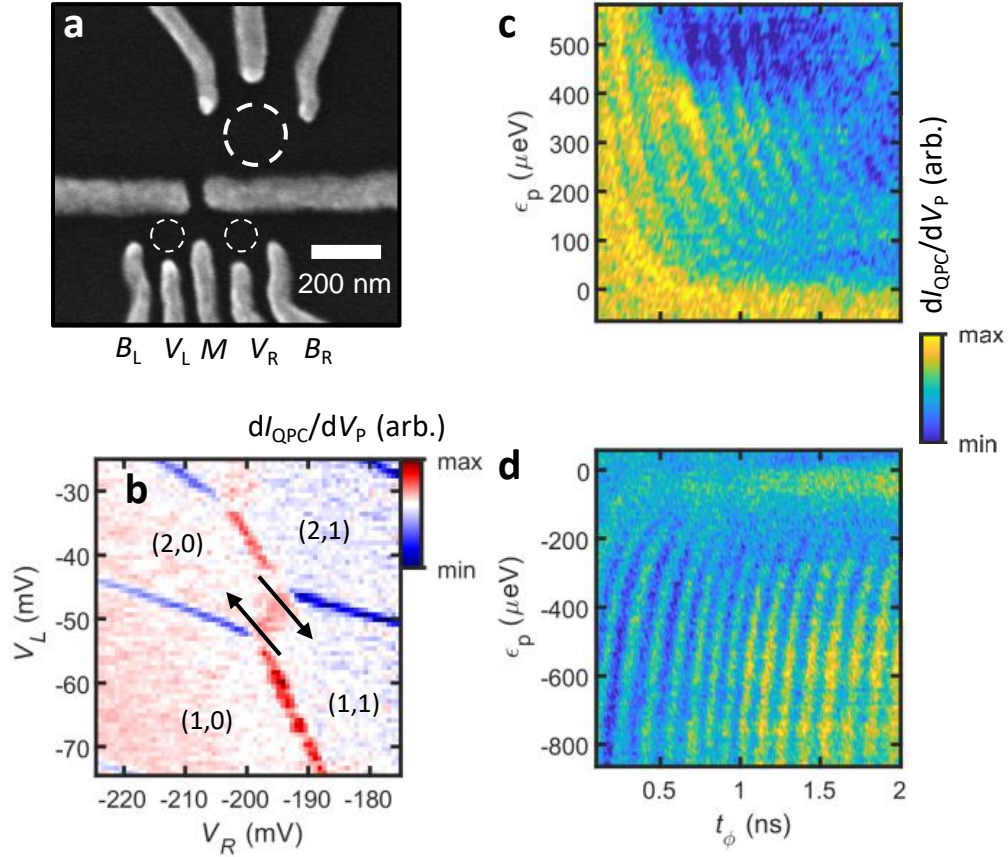 a
200 nm
B_L V_L M V_R B_R
dI_QPC/dV_P (arb.)
max
min
b
(2,0)
(2,1)
(1,0)
(1,1)
-30
-40
-50
-60
-70
V_L (mV)
-220 -210 -200 -190 -180
V_R (mV)
c
500
400
300
200
100
0
ϵ_p (μeV)
dI_QPC/dV_P (arb.)
max
min
d
0
-200
-400
-600
-800
ϵ_p (μeV)
0.5 1 1.5 2
t_ϕ (ns)